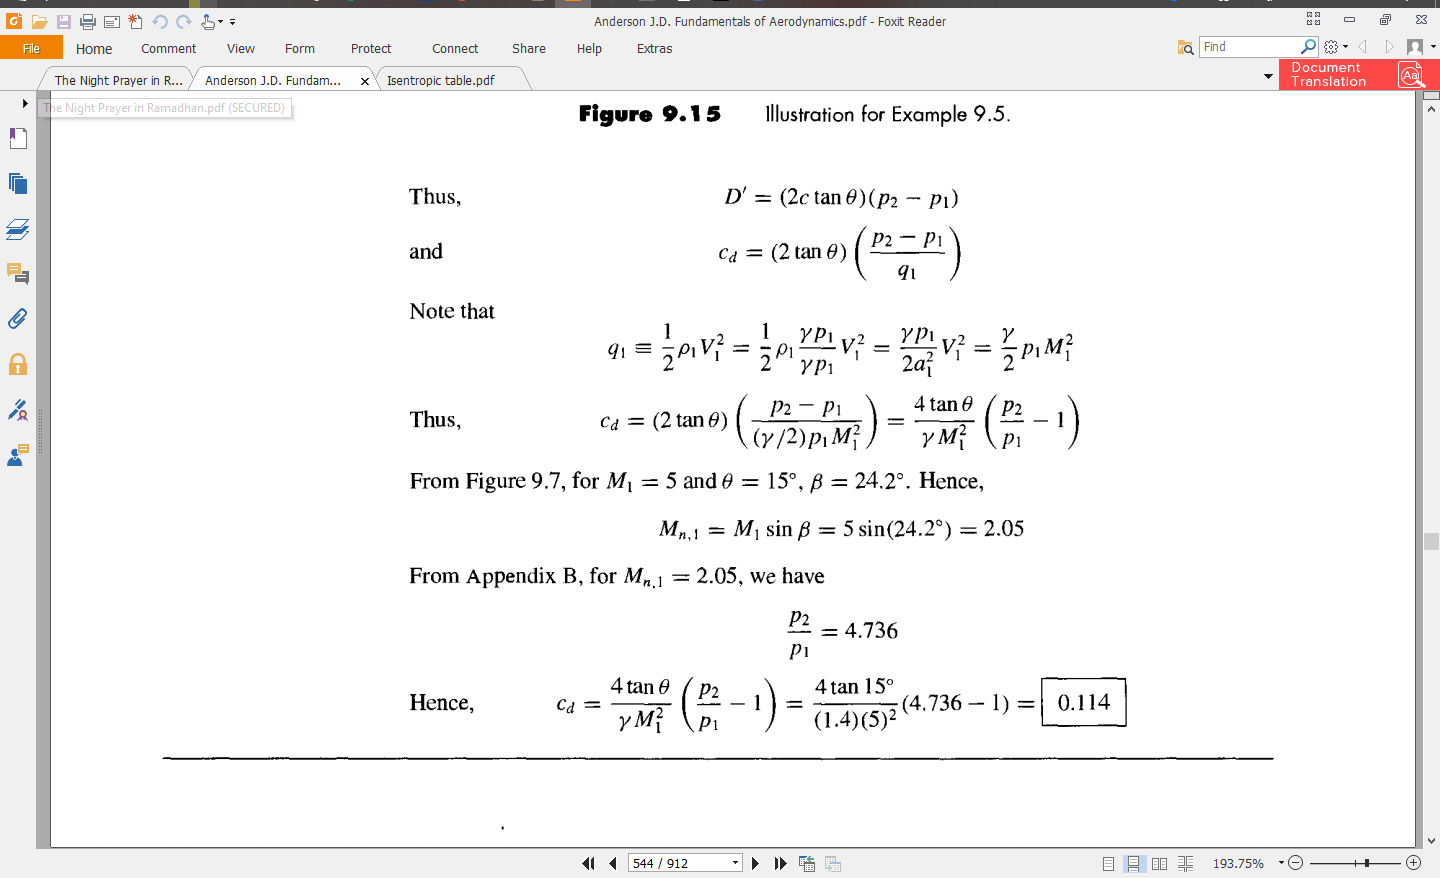 Anderson J.D. Fundamentals of Aerodynamics.pdf - Foxit Reader
File Home Comment View Form Protect Connect Share Help Extras
Find
The Night Prayer in R... Anderson J.D. Fundam... x Isentropic table.pdf
Document
Translation
The Night Prayer in Ramadhan.pdf (SECURED)
Figure 9.15 Illustration for Example 9.5.
Thus, D′ = (2c tan θ)(p₂ − p₁)
and c_d = (2 tan θ) ((p₂ − p₁)/q₁)
Note that
q₁ ≡ 1/2 ρ₁V₁² = 1/2 ρ₁ (γp₁/γp₁) V₁² = (γp₁/2a₁²) V₁² = γ/2 p₁M₁²
Thus, c_d = (2 tan θ) ((p₂ − p₁)/((γ/2)p₁M₁²)) = (4 tan θ/γM₁²) (p₂/p₁ − 1)
From Figure 9.7, for M₁ = 5 and θ = 15°, β = 24.2°. Hence,
Mₙ,₁ = M₁ sin β = 5 sin(24.2°) = 2.05
From Appendix B, for Mₙ,₁ = 2.05, we have
p₂/p₁ = 4.736
Hence, c_d = (4 tan θ/γM₁²) (p₂/p₁ − 1) = (4 tan 15°/(1.4)(5)²) (4.736 − 1) = 0.114
544 / 912
193.75%